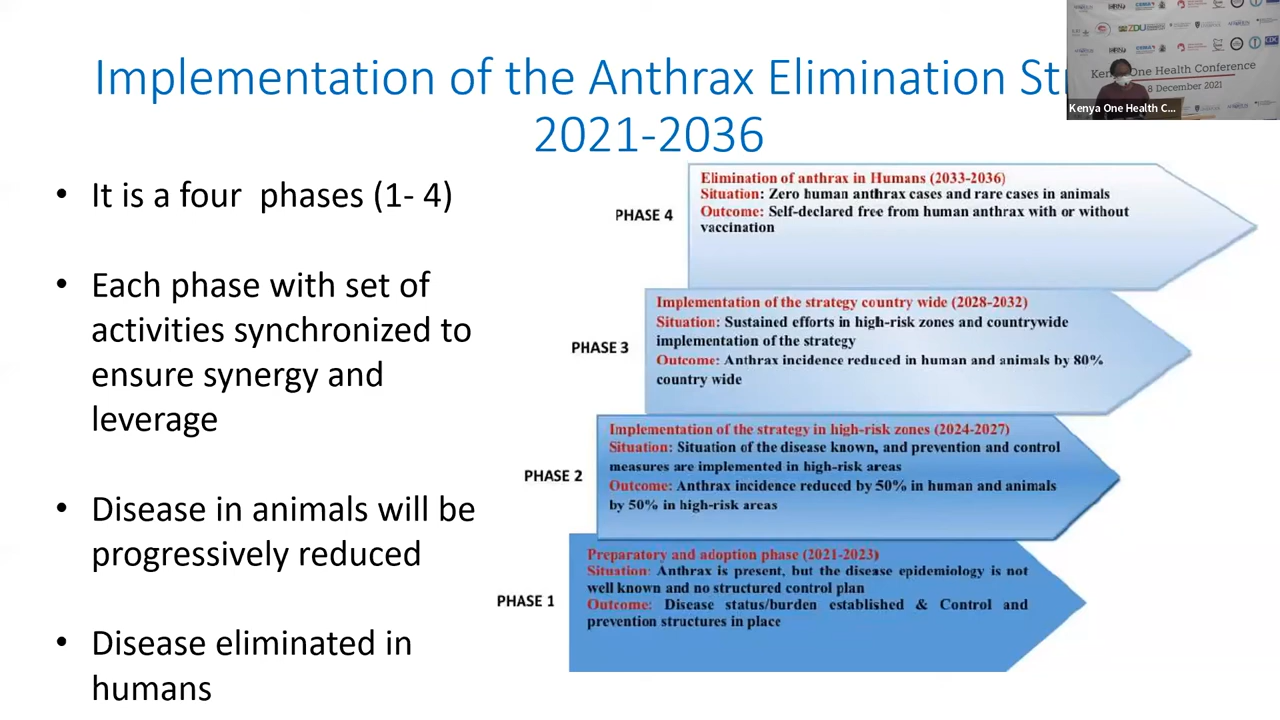 Implementation of the Anthrax Elimination
2021-2036
• It is a four phases (1- 4)
• Each phase with set of
activities synchronized to
ensure synergy and
leverage
• Disease in animals will be
progressively reduced
• Disease eliminated in
humans
PHASE 4
Elimination of anthrax in Humans (2033-2036)
Situation: Zero human anthrax cases and rare cases in animals
Outcome: Self-declared free from human anthrax with or without
vaccination
PHASE 3
Implementation of the strategy country wide (2028-2032)
Situation: Sustained efforts in high-risk zones and countrywide
implementation of the strategy
Outcome: Anthrax incidence reduced in human and animals by 80%
country wide
PHASE 2
Implementation of the strategy in high-risk zones (2024-2027)
Situation: Situation of the disease known, and prevention and control
measures are implemented in high-risk areas
Outcome: Anthrax incidence reduced by 50% in human and animals
by 50% in high-risk areas
PHASE 1
Preparatory and adoption phase (2021-2023)
Situation: Anthrax is present, but the disease epidemiology is not
well known and no structured control plan
Outcome: Disease status/burden established & Control and
prevention structures in place
ZDU
One Health Conference
8 December 2021
Kenya One Health C...